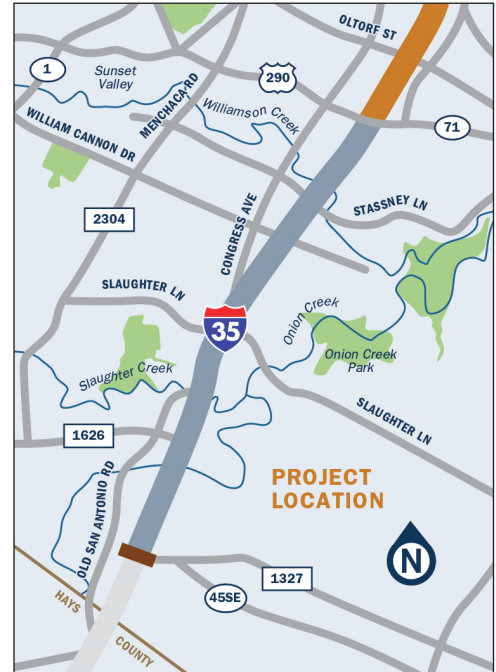 OLTORF ST
1
Sunset
Valley
290
MENCHACA RD
Williamson Creek
71
WILLIAM CANNON DR
STASSNEY LN
2304
CONGRESS AVE
SLAUGHTER LN
35
Onion Creek
Onion Creek
Park
Slaughter Creek
SLAUGHTER LN
1626
OLD SAN ANTONIO RD
PROJECT
LOCATION
N
1327
45SE
HAYS
COUNTY